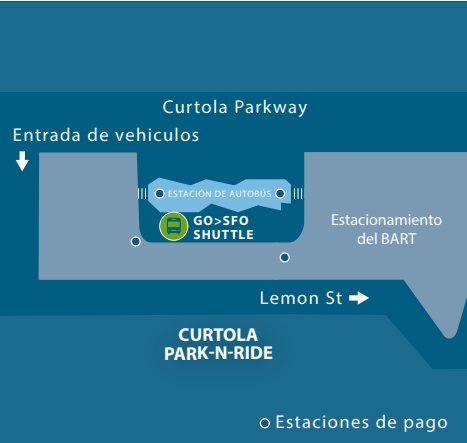 Curtola Parkway
Entrada de vehiculos
ESTACIÓN DE AUTOBÚS
GO>SFO
SHUTTLE
Estacionamiento
del BART
Lemon St
CURTOLA
PARK-N-RIDE
Estaciones de pago